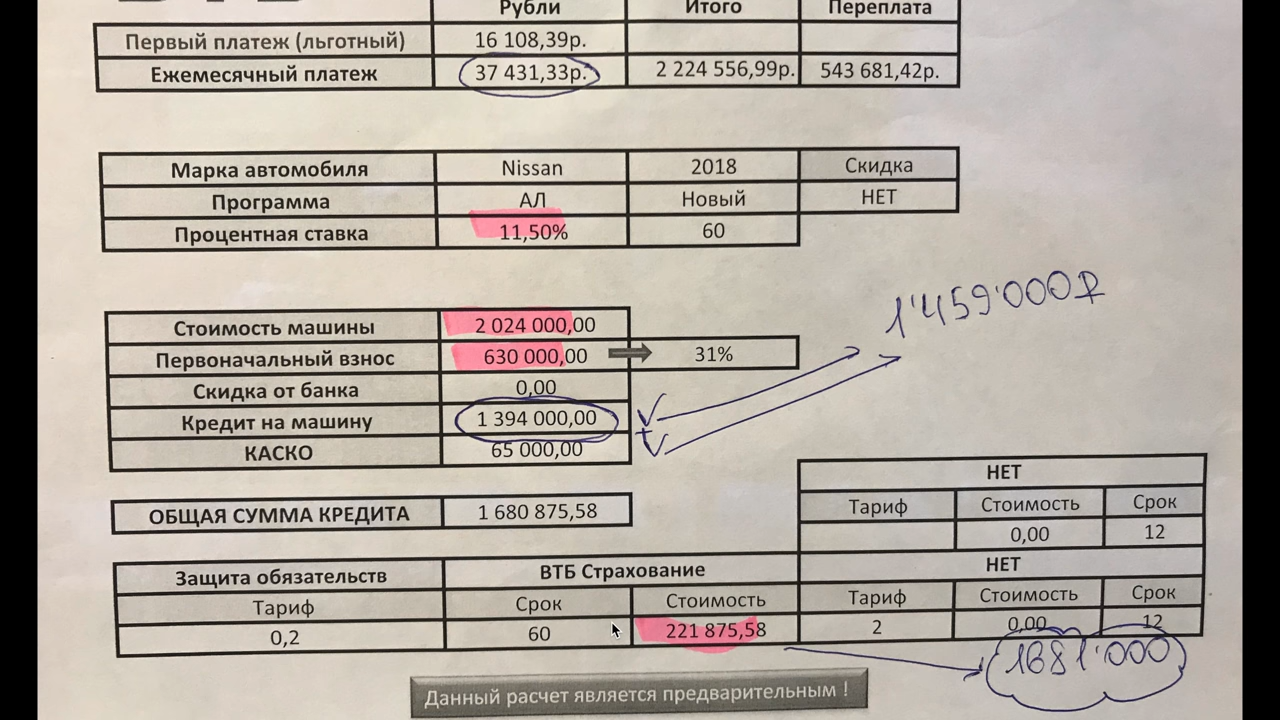 ВТБ
Рубли Итого Переплата
Первый платеж (льготный) 16 108,39р.
Ежемесячный платеж 37 431,33р. 2 224 556,99р. 543 681,42р.
Марка автомобиля Nissan 2018 Скидка
Программа АЛ Новый НЕТ
Процентная ставка 11,50% 60
1'459'000₽
Стоимость машины 2 024 000,00
Первоначальный взнос 630 000,00 31%
Скидка от банка 0,00
Кредит на машину 1 394 000,00
КАСКО 65 000,00
НЕТ
ОБЩАЯ СУММА КРЕДИТА 1 680 875,58
Тариф Стоимость Срок
0,00 12
Защита обязательств ВТБ Страхование НЕТ
Тариф Срок Стоимость Тариф Стоимость Срок
0,2 60 221 875,58 2 0,00 12
1681'000
Данный расчет является предварительным !